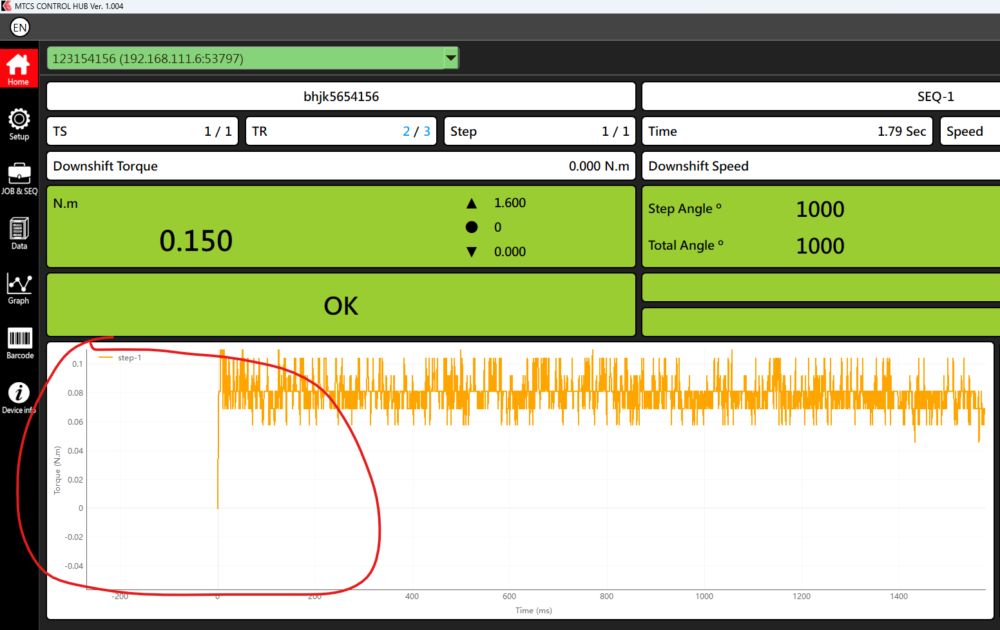 MTCS CONTROL HUB Ver. 1.004
EN
123154156 (192.168.111.6:53797)
Home
bhjk5654156
SEQ-1
TS 1 / 1
TR 2 / 3
Step 1 / 1
Time 1.79 Sec
Speed
Setup
Downshift Torque 0.000 N.m
Downshift Speed
JOB & SEQ
N.m
▲ 1.600
0.150
● 0
▼ 0.000
Step Angle º 1000
Total Angle º 1000
Data
Graph
OK
Barcode
Device info
step-1
0.1
0.08
0.06
0.04
0.02
0
-0.02
-0.04
Torque (N.m)
-200 0 200 400 600 800 1000 1200 1400
Time (ms)